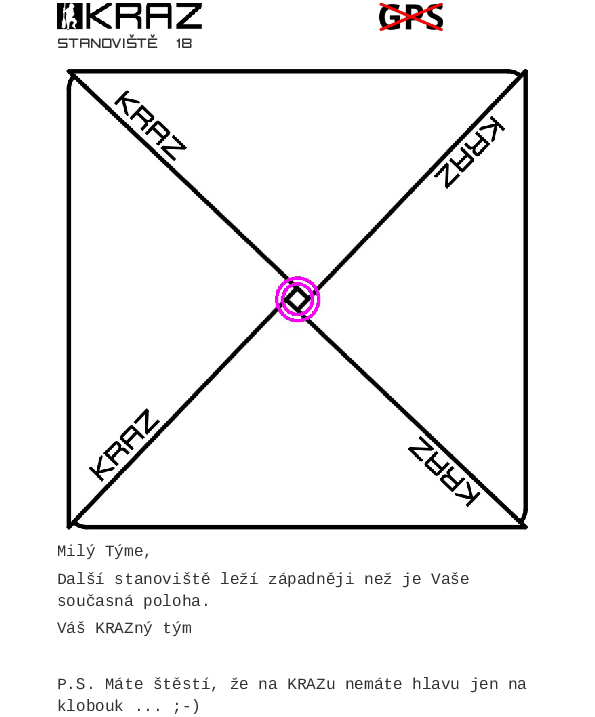 KRAZ
GPS
STANOVIŠTĚ 18
KRAZ
KRAZ
KRAZ
KRAZ
Milý Týme,
Další stanoviště leží západněji než je Vaše
současná poloha.
Váš KRAZný tým
P.S. Máte štěstí, že na KRAZu nemáte hlavu jen na
klobouk ... ;-)